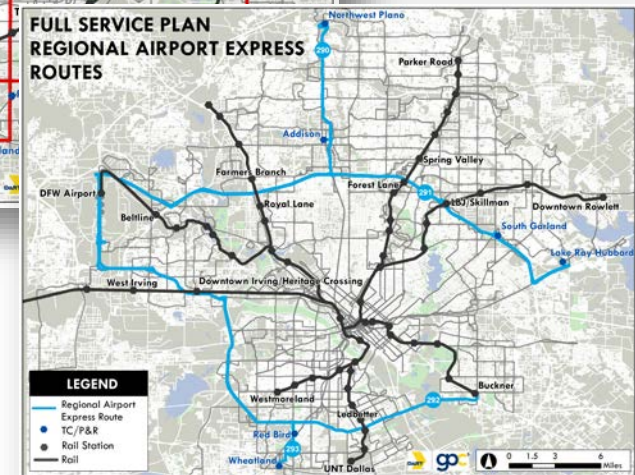 FULL SERVICE PLAN
REGIONAL AIRPORT EXPRESS
ROUTES
Northwest Plano
290
Parker Road
Addison
Spring Valley
Farmers Branch
Forest Lane
291
DFW Airport
Royal Lane
LBJ/Skillman
Downtown Rowlett
Beltline
South Garland
Lake Ray Hubbard
West Irving
Downtown Irving/Heritage Crossing
LEGEND
Regional Airport
Express Route
TC/P&R
Rail Station
Rail
Westmoreland
Buckner
Ledbetter
292
Red Bird
293
Wheatland
UNT Dallas
DART
gpc
0 1.5 3 6
Miles